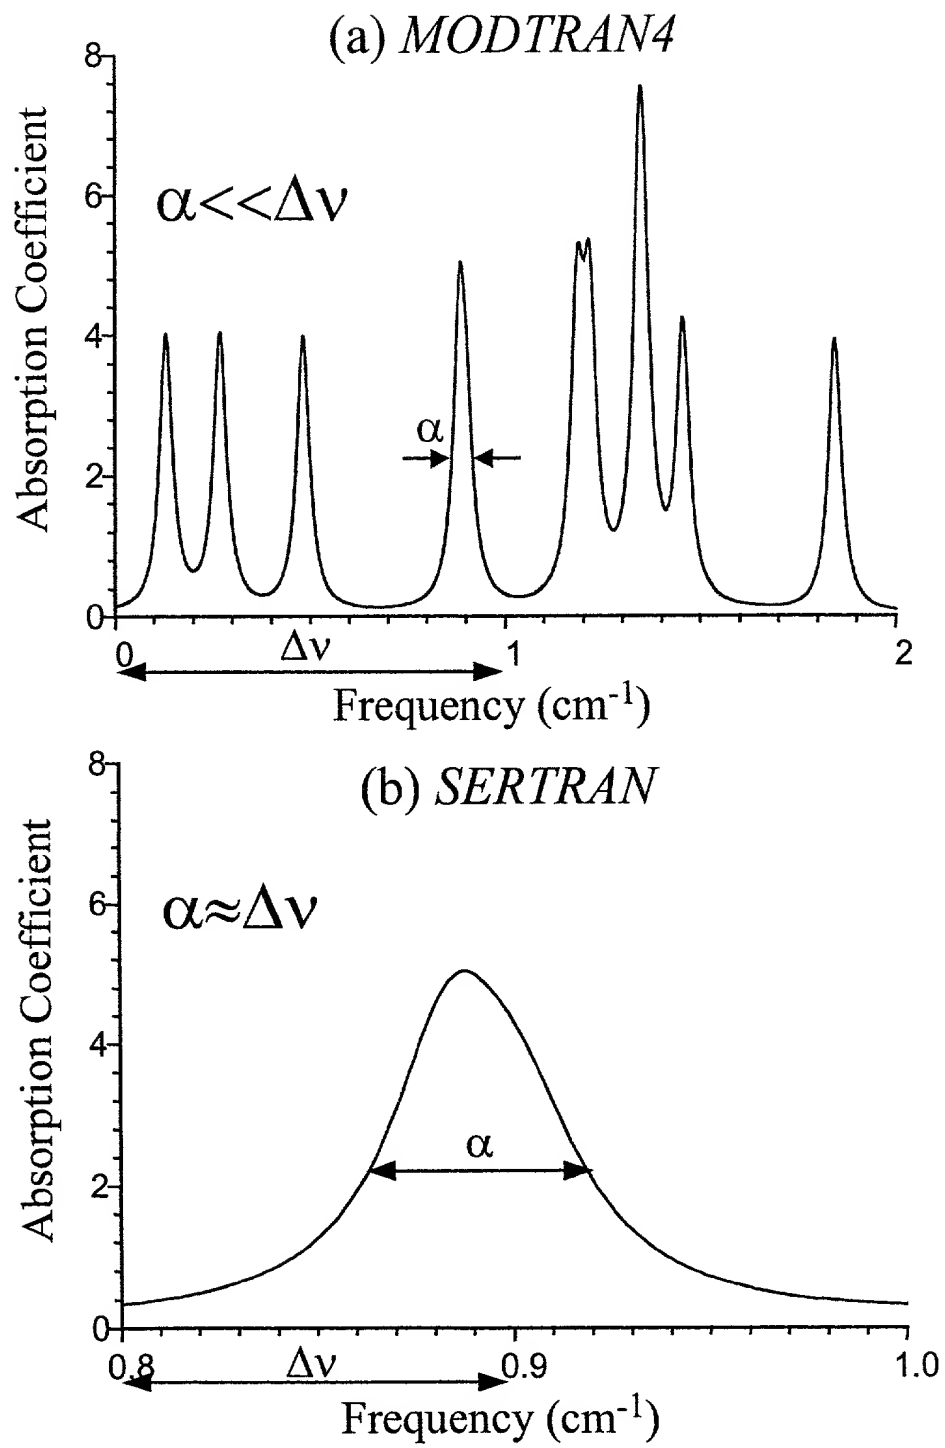 (a) MODTRAN4
8
6
4
2
0
Absorption Coefficient
α<<Δν
α
0 1 2
Δν
Frequency (cm⁻¹)
(b) SERTRAN
8
6
4
2
0
Absorption Coefficient
α≈Δν
α
0.8 0.9 1.0
Δν
Frequency (cm⁻¹)